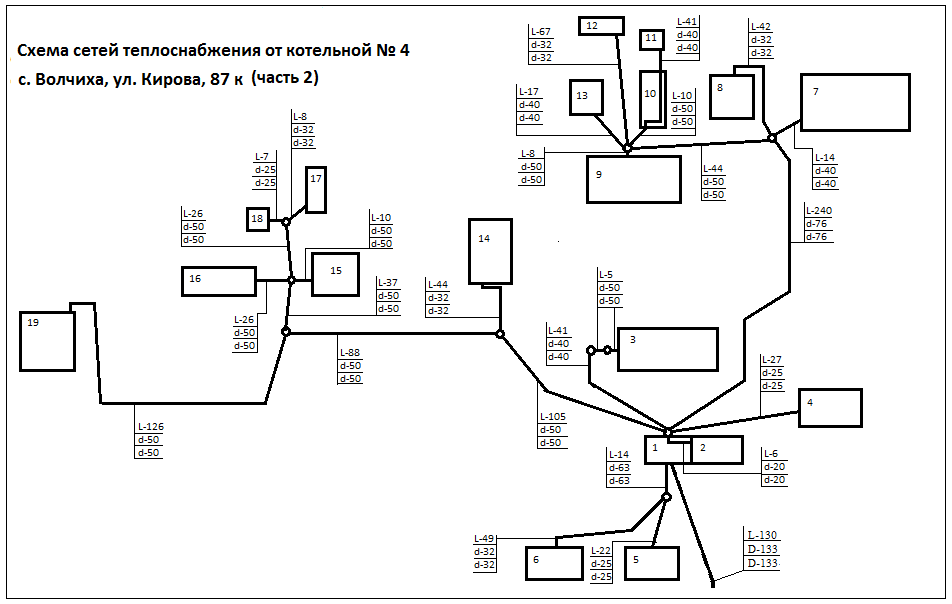 Схема сетей теплоснабжения от котельной № 4
с. Волчиха, ул. Кирова, 87 к (часть 2)
L-67
d-32
d-32
12
L-41
d-40
d-40
11
L-42
d-32
d-32
L-17
d-40
d-40
13
10
L-10
d-50
d-50
8
7
L-8
d-50
d-50
9
L-44
d-50
d-50
L-14
d-40
d-40
L-240
d-76
d-76
L-8
d-32
d-32
L-7
d-25
d-25
17
18
L-26
d-50
d-50
L-10
d-50
d-50
14
16
15
L-37
d-50
d-50
L-44
d-32
d-32
L-5
d-50
d-50
19
L-26
d-50
d-50
L-41
d-40
d-40
3
L-88
d-50
d-50
L-27
d-25
d-25
4
L-126
d-50
d-50
L-105
d-50
d-50
1
2
L-14
d-63
d-63
L-6
d-20
d-20
L-49
d-32
d-32
6
L-22
d-25
d-25
5
L-130
D-133
D-133